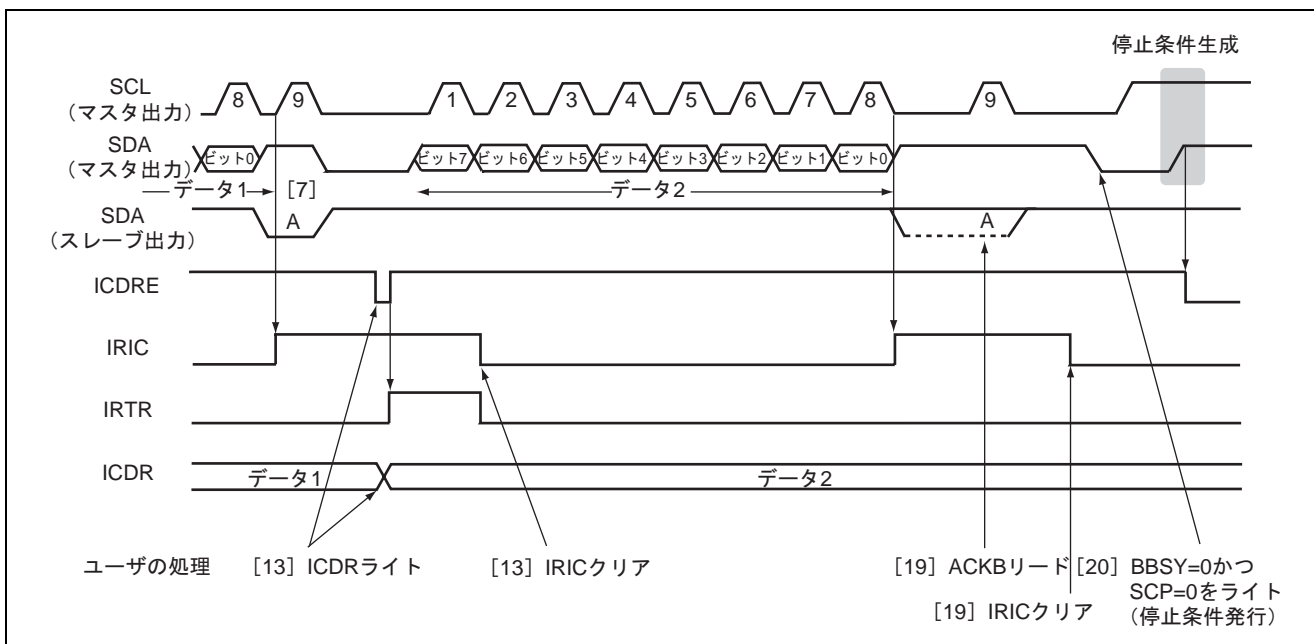 停止条件生成
SCL
(マスタ出力)
8 9 1 2 3 4 5 6 7 8 9
SDA
(マスタ出力)
ビット0 ビット7 ビット6 ビット5 ビット4 ビット3 ビット2 ビット1 ビット0
データ1 [7] データ2
SDA
(スレーブ出力)
A A
ICDRE
IRIC
IRTR
ICDR
データ1 データ2
ユーザの処理 [13] ICDRライト [13] IRICクリア [19] ACKBリード [20] BBSY=0かつ
SCP=0をライト
[19] IRICクリア (停止条件発行)